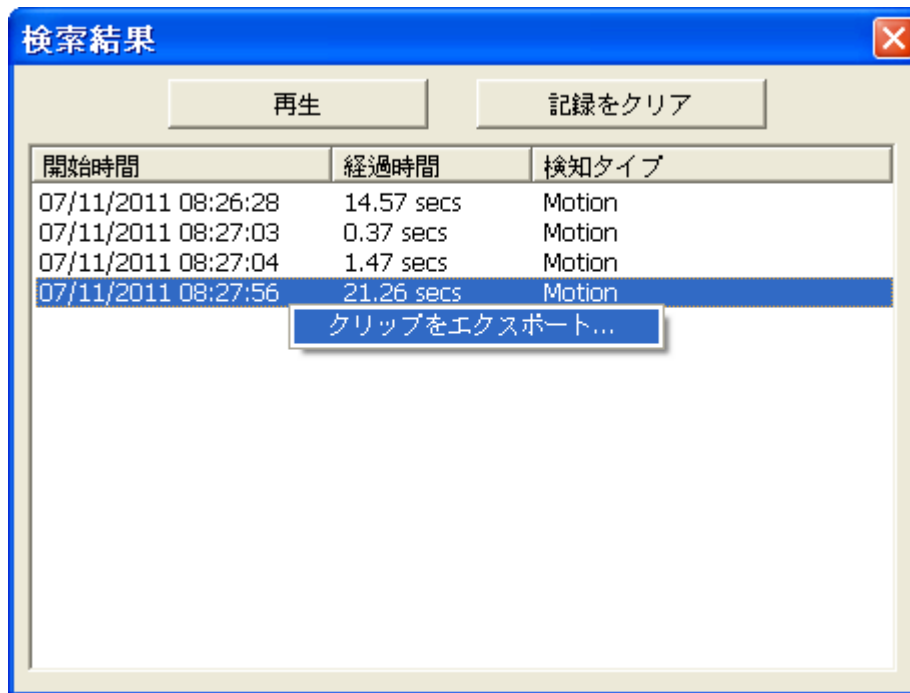 検索結果
再生 記録をクリア
開始時間 経過時間 検知タイプ
07/11/2011 08:26:28 14.57 secs Motion
07/11/2011 08:27:03 0.37 secs Motion
07/11/2011 08:27:04 1.47 secs Motion
07/11/2011 08:27:56 21.26 secs Motion
クリップをエクスポート...